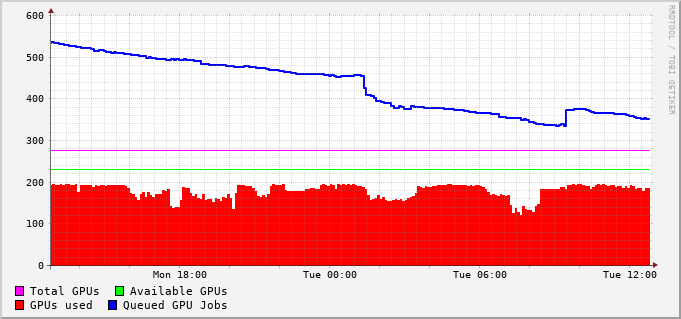 600
500
400
300
200
100
0
Mon 18:00 Tue 00:00 Tue 06:00 Tue 12:00
Total GPUs Available GPUs
GPUs used Queued GPU Jobs
RRDTOOL / TOBI OETIKER